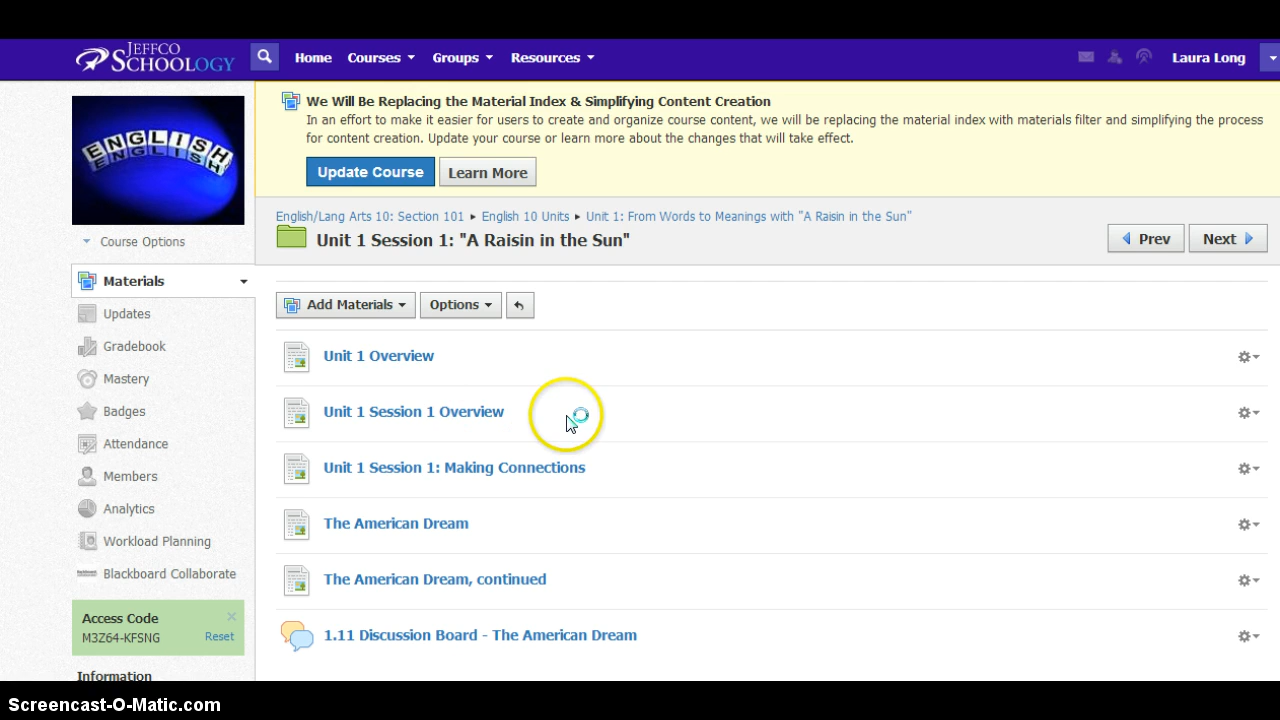 JEFFCO
SCHOOLOGY
Home Courses Groups Resources Laura Long
ENGLISH
ENGLISH
We Will Be Replacing the Material Index & Simplifying Content Creation
In an effort to make it easier for users to create and organize course content, we will be replacing the material index with materials filter and simplifying the process
for content creation. Update your course or learn more about the changes that will take effect.
Update Course Learn More
English/Lang Arts 10: Section 101 ▸ English 10 Units ▸ Unit 1: From Words to Meanings with "A Raisin in the Sun"
Unit 1 Session 1: "A Raisin in the Sun"
Prev Next
Course Options
Materials
Updates
Gradebook
Mastery
Badges
Attendance
Members
Analytics
Workload Planning
Blackboard Collaborate
Access Code
M3Z64-KFSNG Reset
Information
Add Materials Options
Unit 1 Overview
Unit 1 Session 1 Overview
Unit 1 Session 1: Making Connections
The American Dream
The American Dream, continued
1.11 Discussion Board - The American Dream
Screencast-O-Matic.com